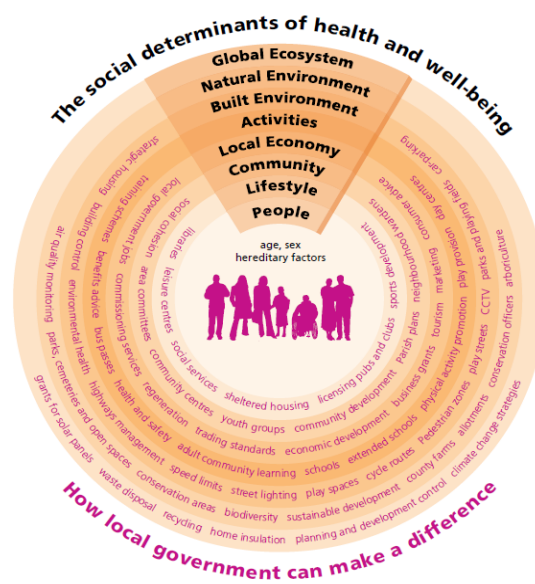 The social determinants of health and well-being
Global Ecosystem
Natural Environment
Built Environment
Activities
Local Economy
Community
Lifestyle
People
age, sex
hereditary factors
libraries leisure centres social services sheltered housing licensing pubs and clubs sports development
social cohesion area committees community centres youth groups community development Parish plans neighbourhood wardens
local government jobs commissioning services regeneration trading standards economic development business grants tourism marketing consumer advice
training schemes benefits advice bus passes health and safety adult community learning schools extended schools physical activity promotion play provision day centres
strategic housing building control environmental health highways management speed limits street lighting play spaces cycle routes Pedestrian zones play streets CCTV parks and playing fields car-parking
air quality monitoring parks, cemeteries and open spaces conservation areas biodiversity sustainable development county farms allotments conservation officers arboriculture
grants for solar panels waste disposal recycling home insulation planning and development control climate change strategies
How local government can make a difference